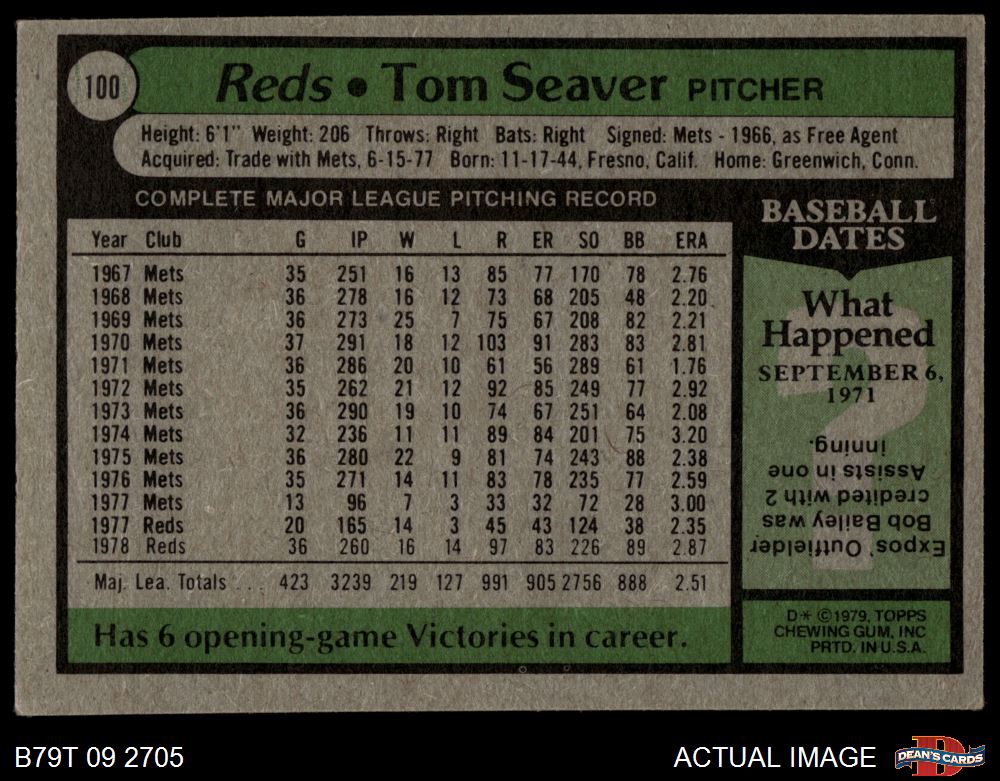 100
Reds • Tom Seaver PITCHER
Height: 6'1" Weight: 206 Throws: Right Bats: Right Signed: Mets - 1966, as Free Agent
Acquired: Trade with Mets, 6-15-77 Born: 11-17-44, Fresno, Calif. Home: Greenwich, Conn.
COMPLETE MAJOR LEAGUE PITCHING RECORD
Year Club G IP W L R ER SO BB ERA
1967 Mets 35 251 16 13 85 77 170 78 2.76
1968 Mets 36 278 16 12 73 68 205 48 2.20
1969 Mets 36 273 25 7 75 67 208 82 2.21
1970 Mets 37 291 18 12 103 91 283 83 2.81
1971 Mets 36 286 20 10 61 56 289 61 1.76
1972 Mets 35 262 21 12 92 85 249 77 2.92
1973 Mets 36 290 19 10 74 67 251 64 2.08
1974 Mets 32 236 11 11 89 84 201 75 3.20
1975 Mets 36 280 22 9 81 74 243 88 2.38
1976 Mets 35 271 14 11 83 78 235 77 2.59
1977 Mets 13 96 7 3 33 32 72 28 3.00
1977 Reds 20 165 14 3 45 43 124 38 2.35
1978 Reds 36 260 16 14 97 83 226 89 2.87
Maj. Lea. Totals . . . 423 3239 219 127 991 905 2756 888 2.51
Has 6 opening-game Victories in career.
BASEBALL
DATES
What
Happened
SEPTEMBER 6,
1971
Expos' Outfielder,
Bob Bailey was
credited with 2
Assists in one
inning.
D* ©1979, TOPPS
CHEWING GUM, INC
PRTD. IN U.S.A.
B79T 09 2705
ACTUAL IMAGE
D
DEAN'S CARDS